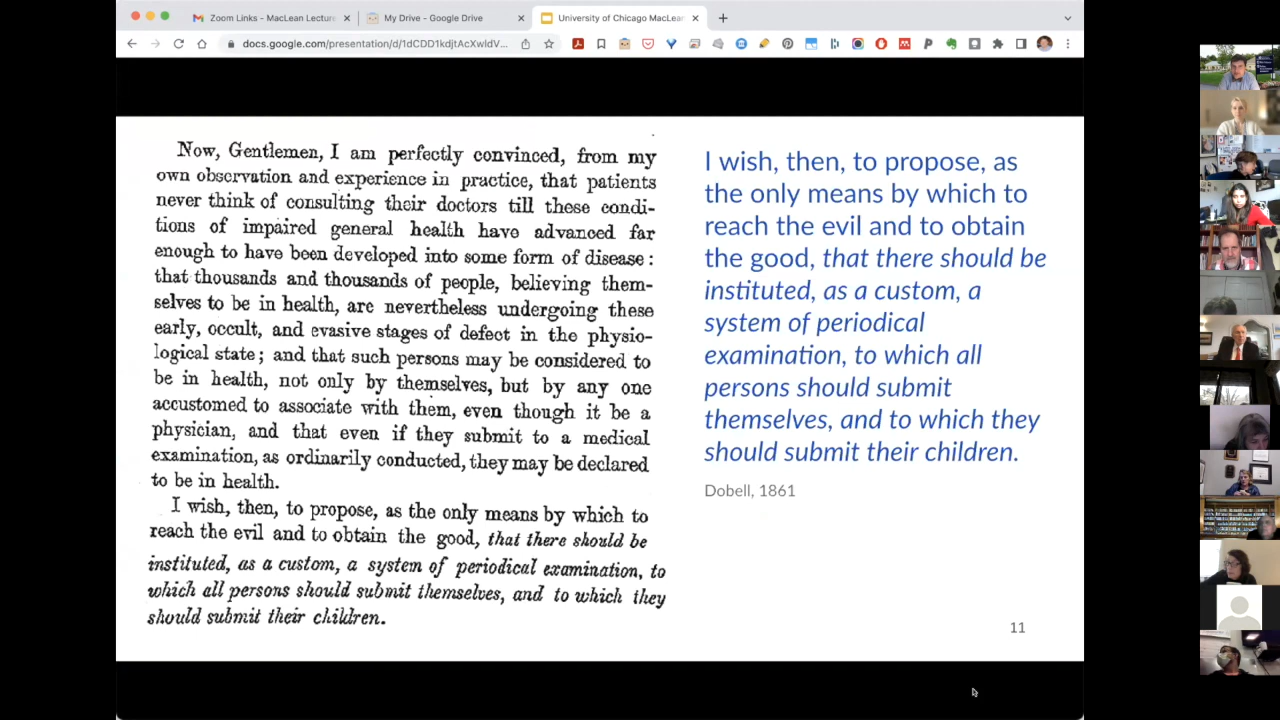 Zoom Links - MacLean Lecture
My Drive - Google Drive
University of Chicago MacLean
docs.google.com/presentation/d/1dCDD1kdjtAcXwldV...
Now, Gentlemen, I am perfectly convinced, from my
own observation and experience in practice, that patients
never think of consulting their doctors till these condi-
tions of impaired general health have advanced far
enough to have been developed into some form of disease:
that thousands and thousands of people, believing them-
selves to be in health, are nevertheless undergoing these
early, occult, and evasive stages of defect in the physio-
logical state; and that such persons may be considered to
be in health, not only by themselves, but by any one
accustomed to associate with them, even though it be a
physician, and that even if they submit to a medical
examination, as ordinarily conducted, they may be declared
to be in health.
I wish, then, to propose, as the only means by which to
reach the evil and to obtain the good, that there should be
instituted, as a custom, a system of periodical examination, to
which all persons should submit themselves, and to which they
should submit their children.
I wish, then, to propose, as
the only means by which to
reach the evil and to obtain
the good, that there should be
instituted, as a custom, a
system of periodical
examination, to which all
persons should submit
themselves, and to which they
should submit their children.
Dobell, 1861
11